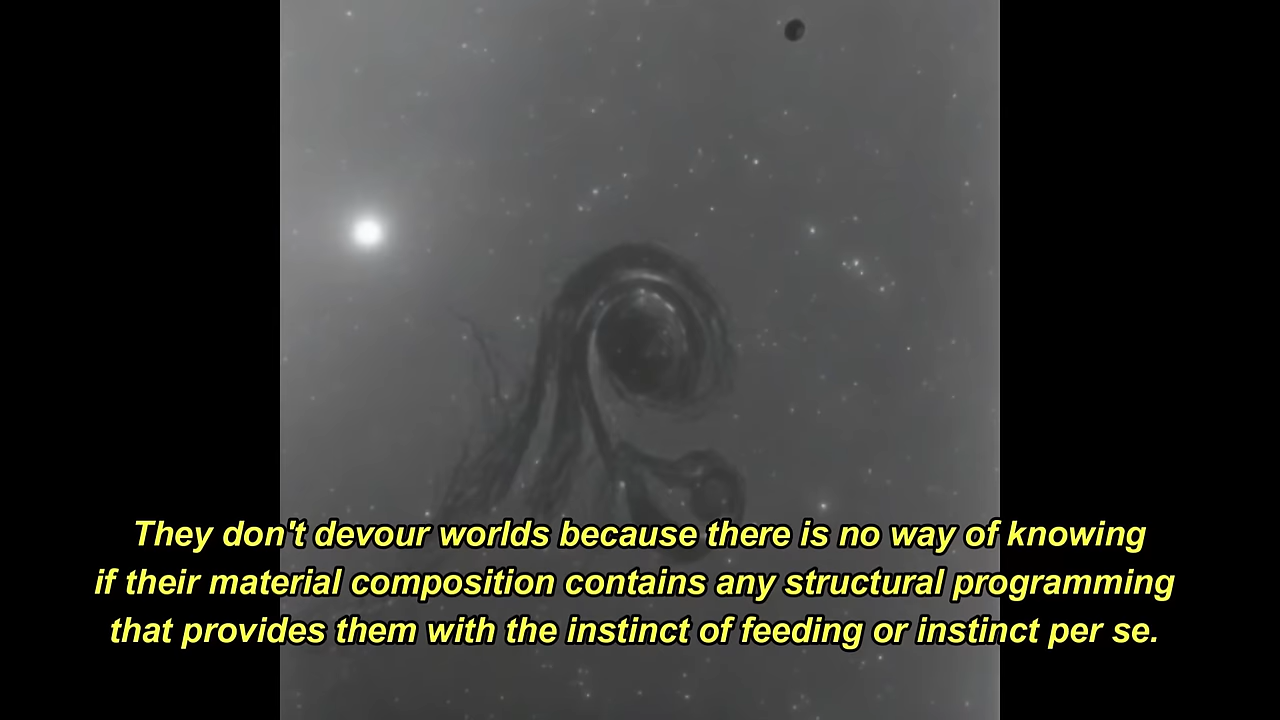 They don't devour worlds because there is no way of knowing
if their material composition contains any structural programming
that provides them with the instinct of feeding or instinct per se.